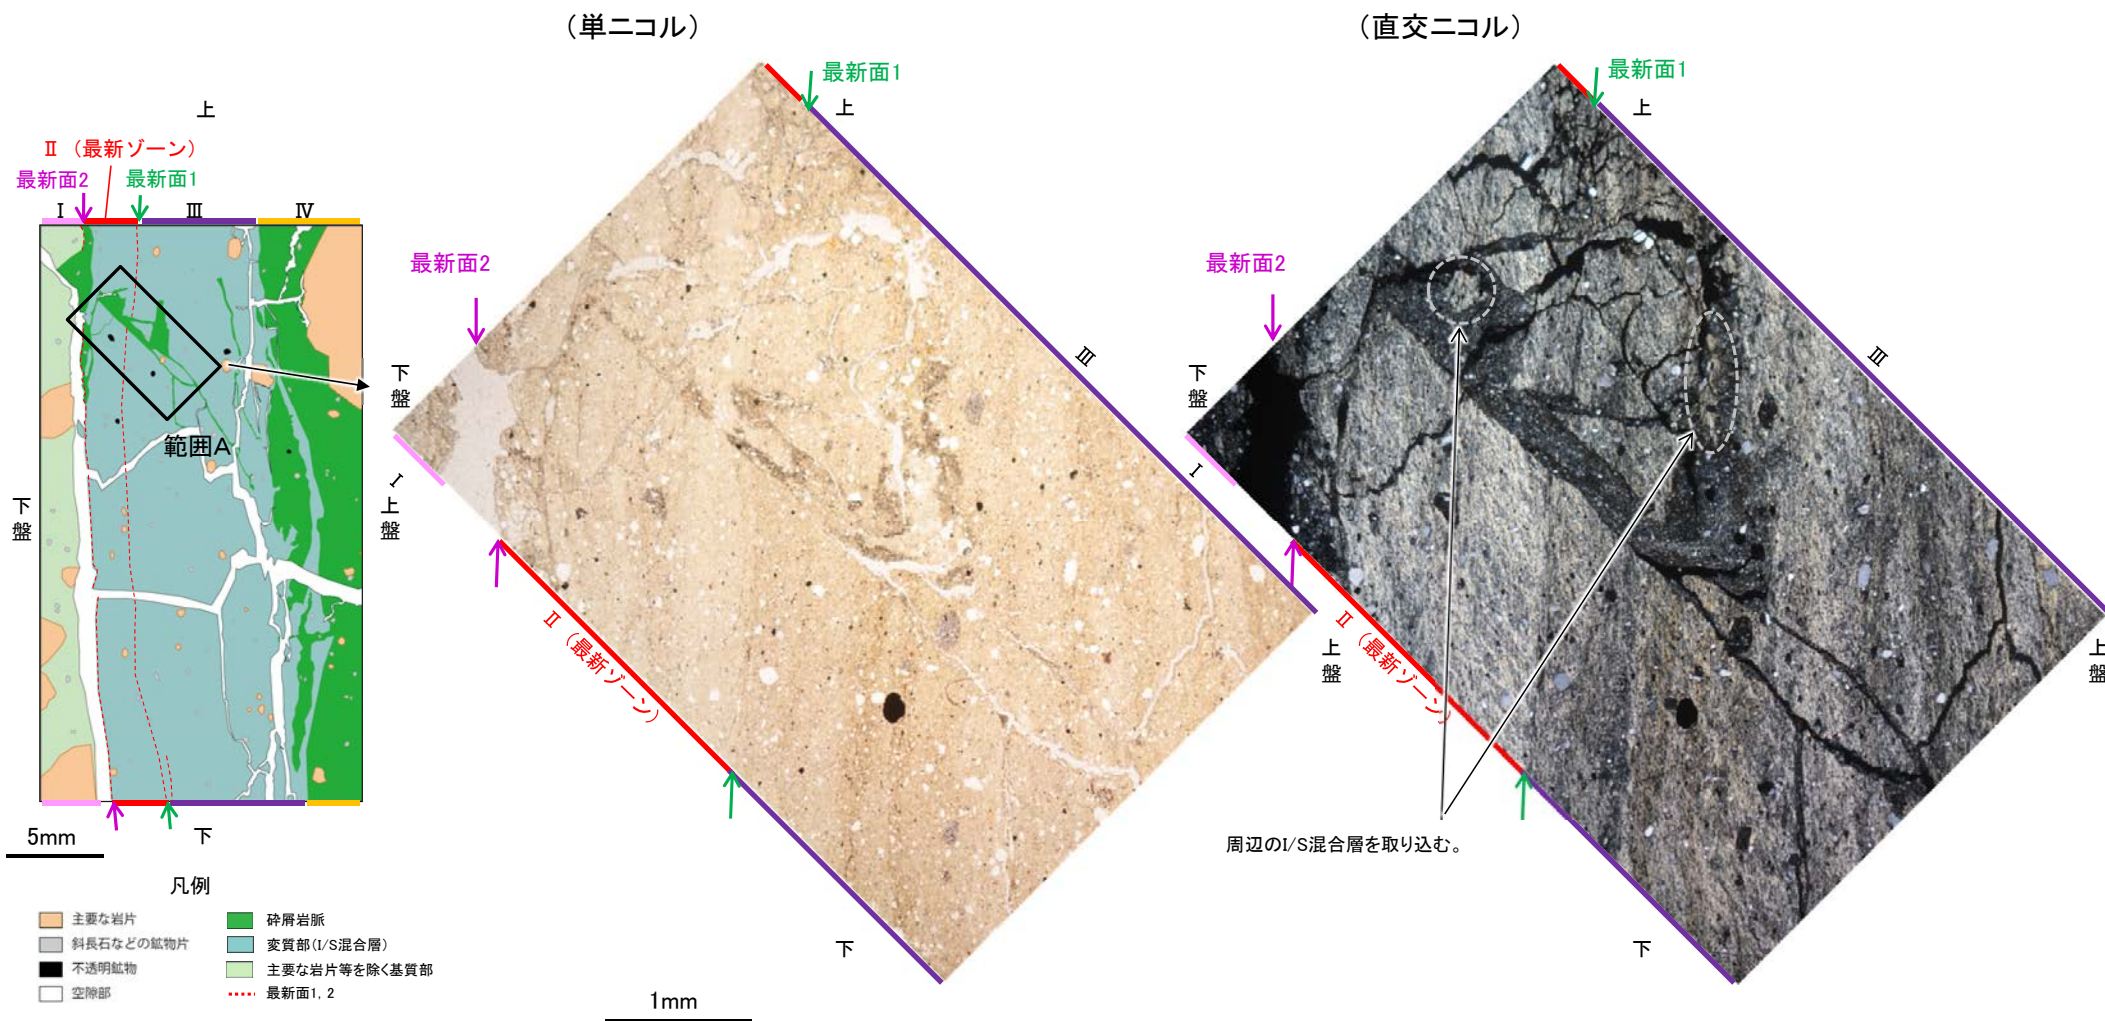 （単ニコル）
（直交ニコル）
上
Ⅱ（最新ゾーン）
最新面2
最新面1
Ⅰ
Ⅲ
Ⅳ
範囲A
下盤
上盤
下
5mm
凡例
主要な岩片
斜長石などの鉱物片
不透明鉱物
空隙部
砕屑岩脈
変質部(I/S混合層)
主要な岩片等を除く基質部
最新面1, 2
最新面1
上
最新面2
下盤
Ⅰ
Ⅲ
Ⅱ（最新ゾーン）
上盤
下
1mm
最新面1
上
最新面2
下盤
Ⅰ
Ⅲ
Ⅱ（最新ゾーン）
上盤
周辺のI/S混合層を取り込む。
下